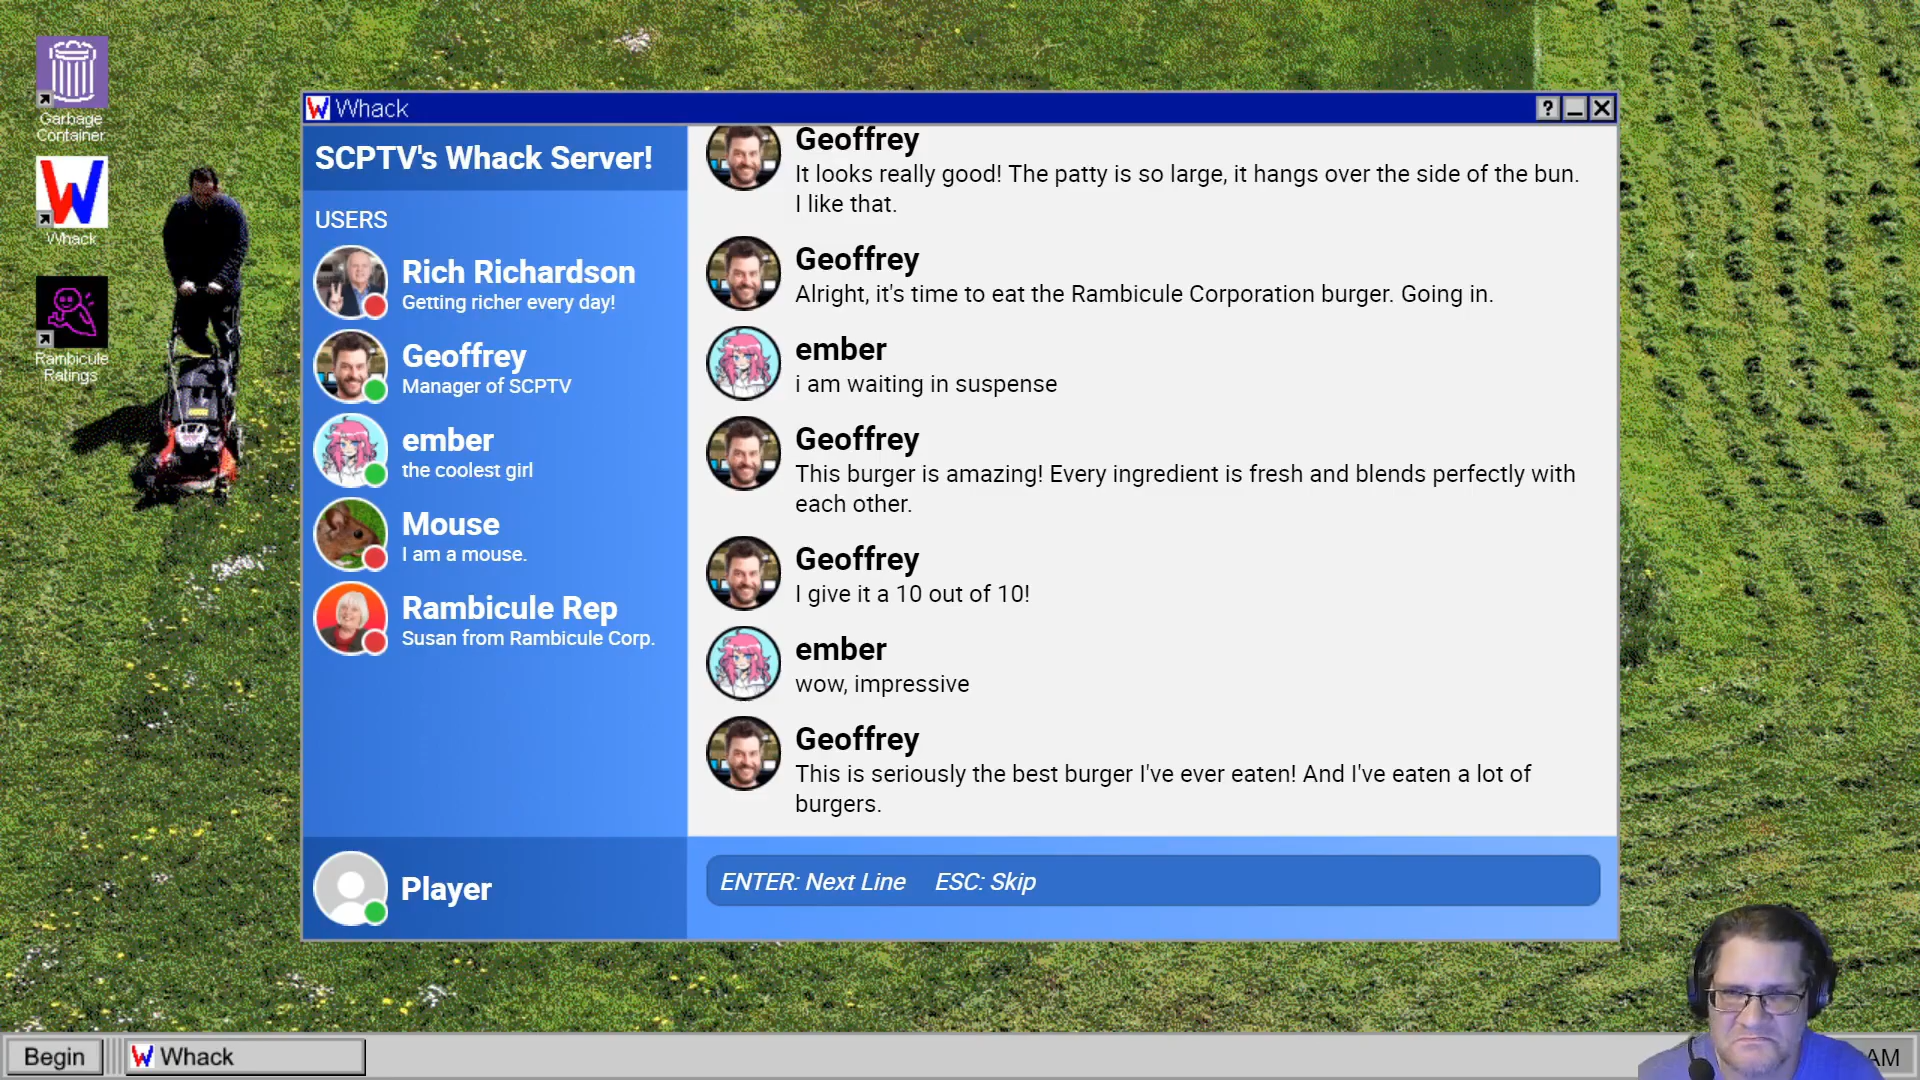 Garbage
Container
Whack
Rambicule
Ratings
Whack
SCPTV's Whack Server!
USERS
Rich Richardson
Getting richer every day!
Geoffrey
Manager of SCPTV
ember
the coolest girl
Mouse
I am a mouse.
Rambicule Rep
Susan from Rambicule Corp.
Player
Geoffrey
It looks really good! The patty is so large, it hangs over the side of the bun.
I like that.
Geoffrey
Alright, it's time to eat the Rambicule Corporation burger. Going in.
ember
i am waiting in suspense
Geoffrey
This burger is amazing! Every ingredient is fresh and blends perfectly with
each other.
Geoffrey
I give it a 10 out of 10!
ember
wow, impressive
Geoffrey
This is seriously the best burger I've ever eaten! And I've eaten a lot of
burgers.
ENTER: Next Line ESC: Skip
Begin
Whack
AM